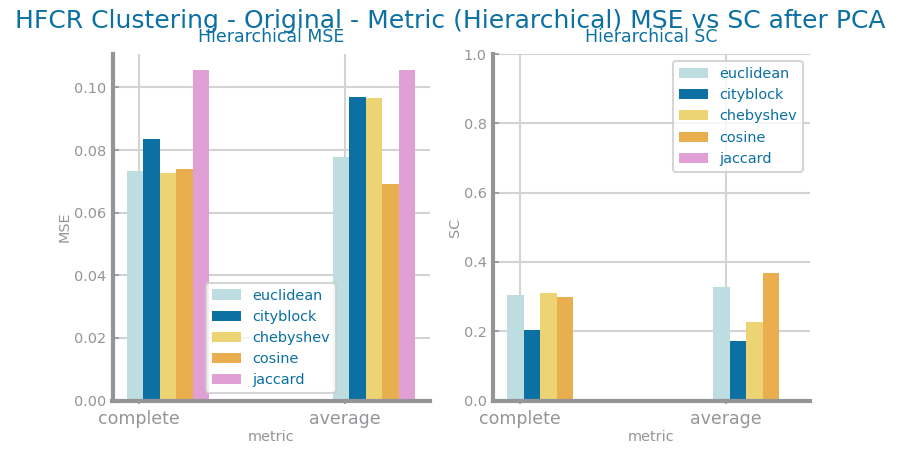 HFCR Clustering - Original - Metric (Hierarchical) MSE vs SC after PCA
Hierarchical MSE
MSE
0.10
0.08
0.06
0.04
0.02
0.00
euclidean
cityblock
chebyshev
cosine
jaccard
complete
average
metric
Hierarchical SC
SC
1.0
0.8
0.6
0.4
0.2
0.0
euclidean
cityblock
chebyshev
cosine
jaccard
complete
average
metric